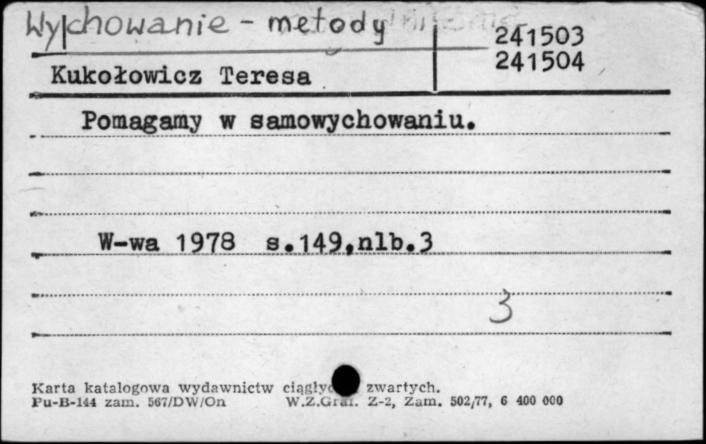 Wychowanie - metody
241503
241504
Kukołowicz Teresa
Pomagamy w samowychowaniu.
W-wa 1978 s.149,nlb.3
3
Karta katalogowa wydawnictw zwartych.
Pu-B-144 zam. 567/DW/On W.Z.Graf. Z-2, Zam. 502/77, 6 400 000